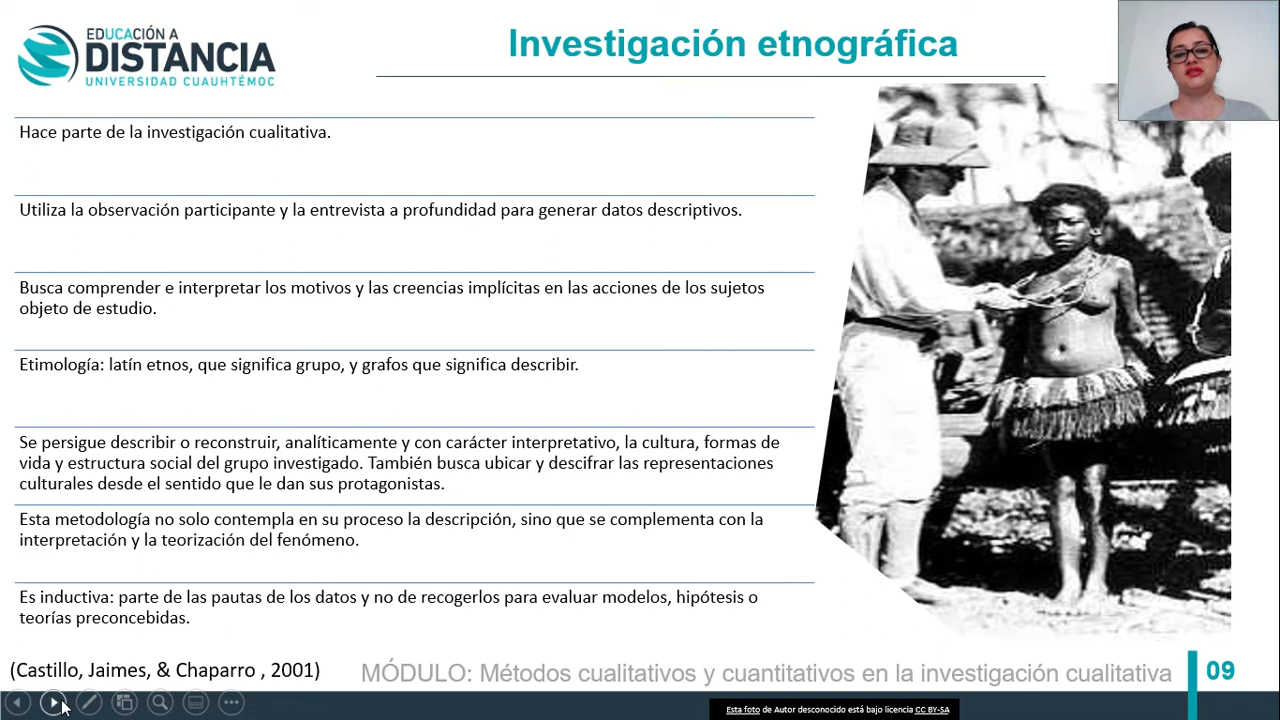 EDUCACIÓN A
DISTANCIA
UNIVERSIDAD CUAUHTÉMOC
Investigación etnográfica
Hace parte de la investigación cualitativa.
Utiliza la observación participante y la entrevista a profundidad para generar datos descriptivos.
Busca comprender e interpretar los motivos y las creencias implícitas en las acciones de los sujetos
objeto de estudio.
Etimología: latín etnos, que significa grupo, y grafos que significa describir.
Se persigue describir o reconstruir, analíticamente y con carácter interpretativo, la cultura, formas de
vida y estructura social del grupo investigado. También busca ubicar y descifrar las representaciones
culturales desde el sentido que le dan sus protagonistas.
Esta metodología no solo contempla en su proceso la descripción, sino que se complementa con la
interpretación y la teorización del fenómeno.
Es inductiva: parte de las pautas de los datos y no de recogerlos para evaluar modelos, hipótesis o
teorías preconcebidas.
(Castillo, Jaimes, & Chaparro , 2001)
MÓDULO: Métodos cualitativos y cuantitativos en la investigación cualitativa
09
Esta foto de Autor desconocido está bajo licencia CC BY-SA